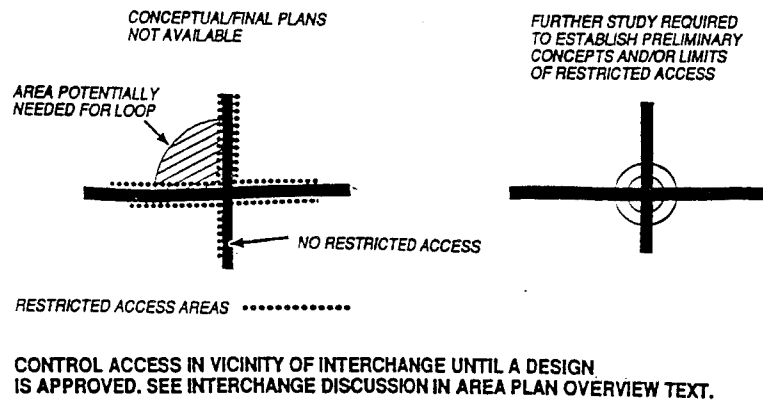 CONCEPTUAL/FINAL PLANS
NOT AVAILABLE
FURTHER STUDY REQUIRED
TO ESTABLISH PRELIMINARY
CONCEPTS AND/OR LIMITS
OF RESTRICTED ACCESS
AREA POTENTIALLY
NEEDED FOR LOOP
NO RESTRICTED ACCESS
RESTRICTED ACCESS AREAS
CONTROL ACCESS IN VICINITY OF INTERCHANGE UNTIL A DESIGN
IS APPROVED. SEE INTERCHANGE DISCUSSION IN AREA PLAN OVERVIEW TEXT.